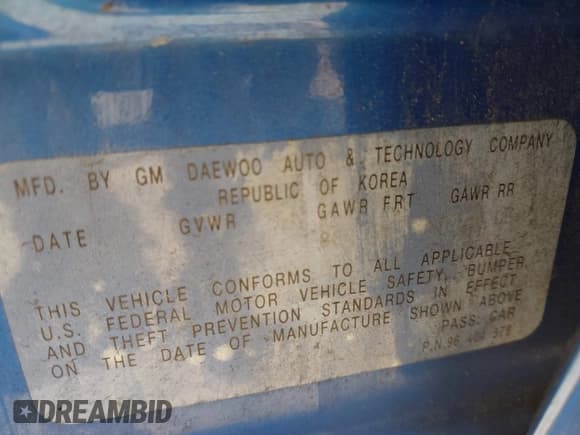 MFD. BY GM DAEWOO AUTO & TECHNOLOGY COMPANY
REPUBLIC OF KOREA
DATE GVWR GAWR FRT GAWR RR
THIS VEHICLE CONFORMS TO ALL APPLICABLE
U.S. FEDERAL MOTOR VEHICLE SAFETY, BUMPER,
AND THEFT PREVENTION STANDARDS IN EFFECT
ON THE DATE OF MANUFACTURE SHOWN ABOVE
PASS. CAR
P.N.96
DREAMBID